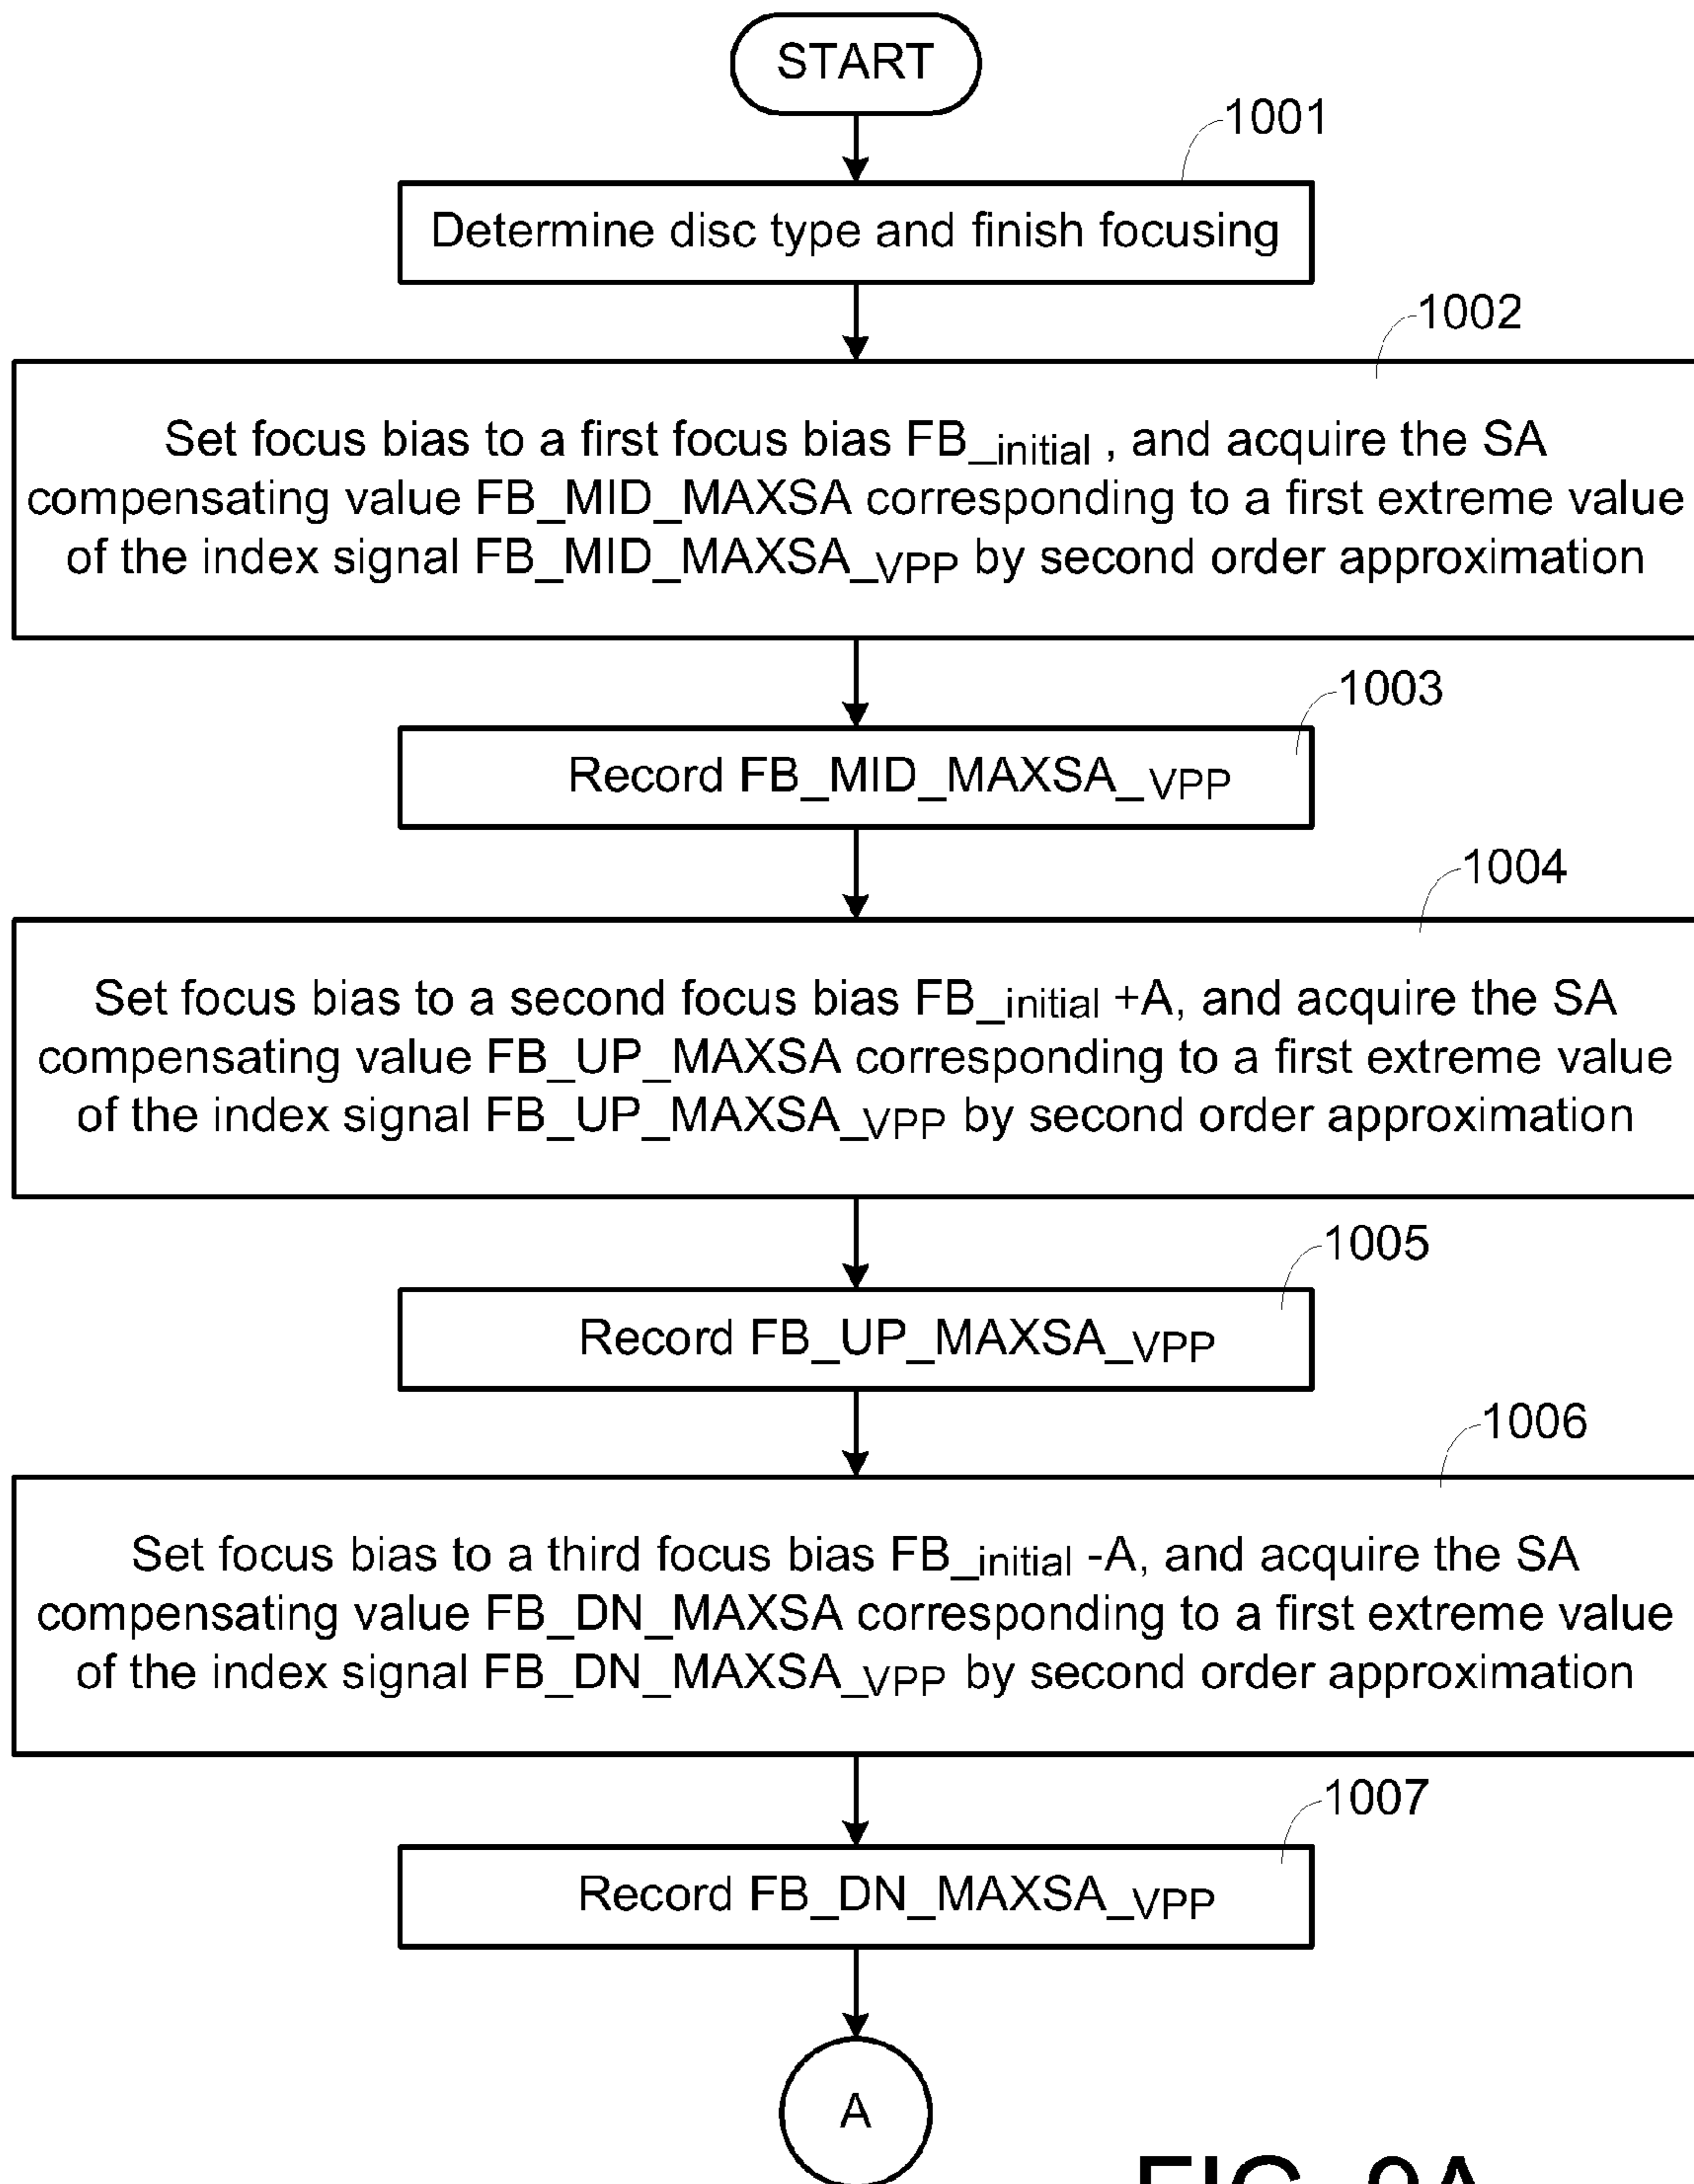 START
1001
Determine disc type and finish focusing
1002
Set focus bias to a first focus bias FB_initial , and acquire the SA
compensating value FB_MID_MAXSA corresponding to a first extreme value
of the index signal FB_MID_MAXSA_VPP by second order approximation
1003
Record FB_MID_MAXSA_VPP
1004
Set focus bias to a second focus bias FB_initial +A, and acquire the SA
compensating value FB_UP_MAXSA corresponding to a first extreme value
of the index signal FB_UP_MAXSA_VPP by second order approximation
1005
Record FB_UP_MAXSA_VPP
1006
Set focus bias to a third focus bias FB_initial -A, and acquire the SA
compensating value FB_DN_MAXSA corresponding to a first extreme value
of the index signal FB_DN_MAXSA_VPP by second order approximation
1007
Record FB_DN_MAXSA_VPP
A
FIG. 9A